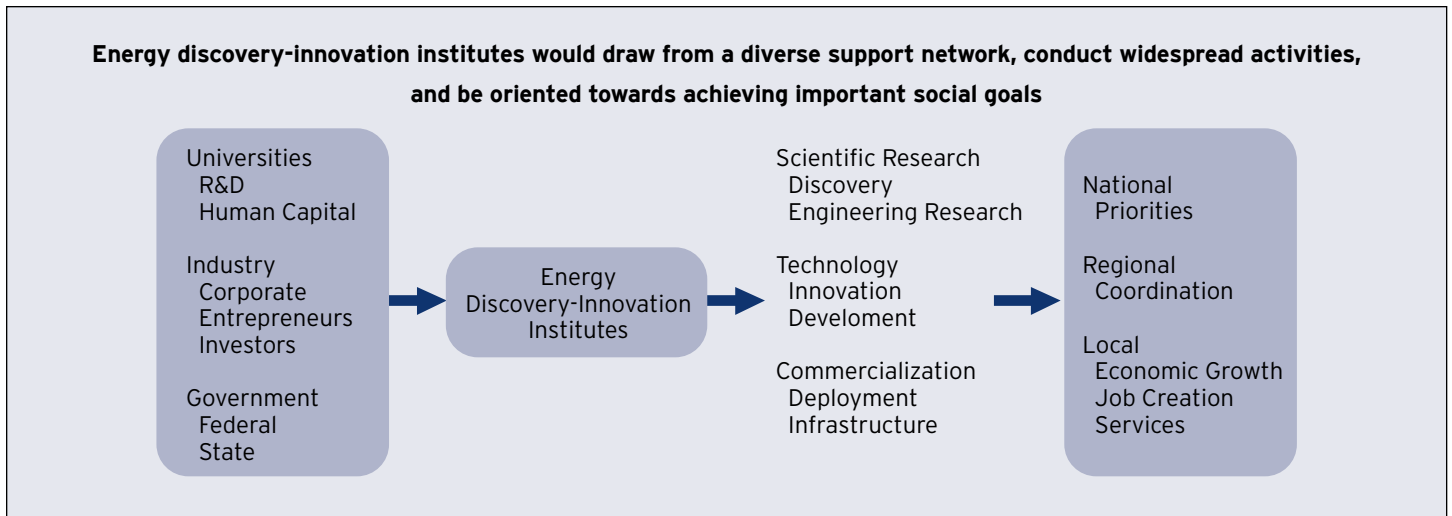 Energy discovery-innovation institutes would draw from a diverse support network, conduct widespread activities,
and be oriented towards achieving important social goals
Universities
R&D
Human Capital
Industry
Corporate
Entrepreneurs
Investors
Government
Federal
State
Energy
Discovery-Innovation
Institutes
Scientific Research
Discovery
Engineering Research
Technology
Innovation
Develoment
Commercialization
Deployment
Infrastructure
National
Priorities
Regional
Coordination
Local
Economic Growth
Job Creation
Services